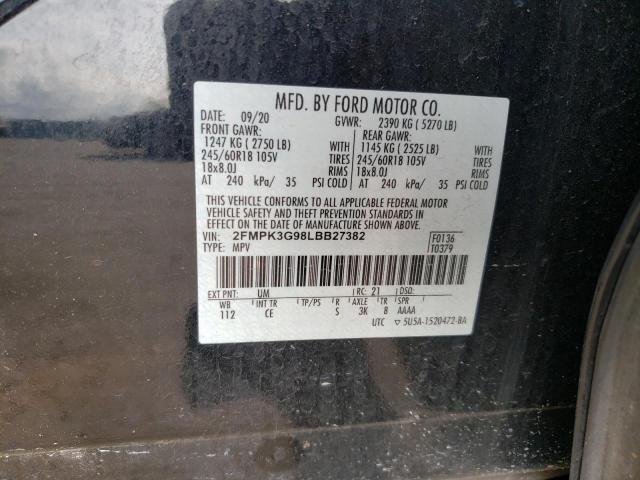 MFD. BY FORD MOTOR CO.
DATE: 09/20 GVWR: 2390 KG ( 5270 LB)
FRONT GAWR: REAR GAWR:
1247 KG ( 2750 LB) WITH 1145 KG ( 2525 LB) WITH
245/60R18 105V TIRES 245/60R18 105V TIRES
18x8.0J RIMS 18x8.0J RIMS
AT 240 kPa/ 35 PSI COLD AT 240 kPa/ 35 PSI COLD
THIS VEHICLE CONFORMS TO ALL APPLICABLE FEDERAL MOTOR
VEHICLE SAFETY AND THEFT PREVENTION STANDARDS IN
EFFECT ON THE DATE OF MANUFACTURE SHOWN ABOVE.
VIN: 2FMPK3G98LBB27382 F0136
TYPE: MPV T0379
EXT PNT: UM RC: 21 DSO:
WB INT TR TP/PS R AXLE TR SPR
112 CE S 3K 8 AAAA
UTC ▽ 5U5A-1520472-BA